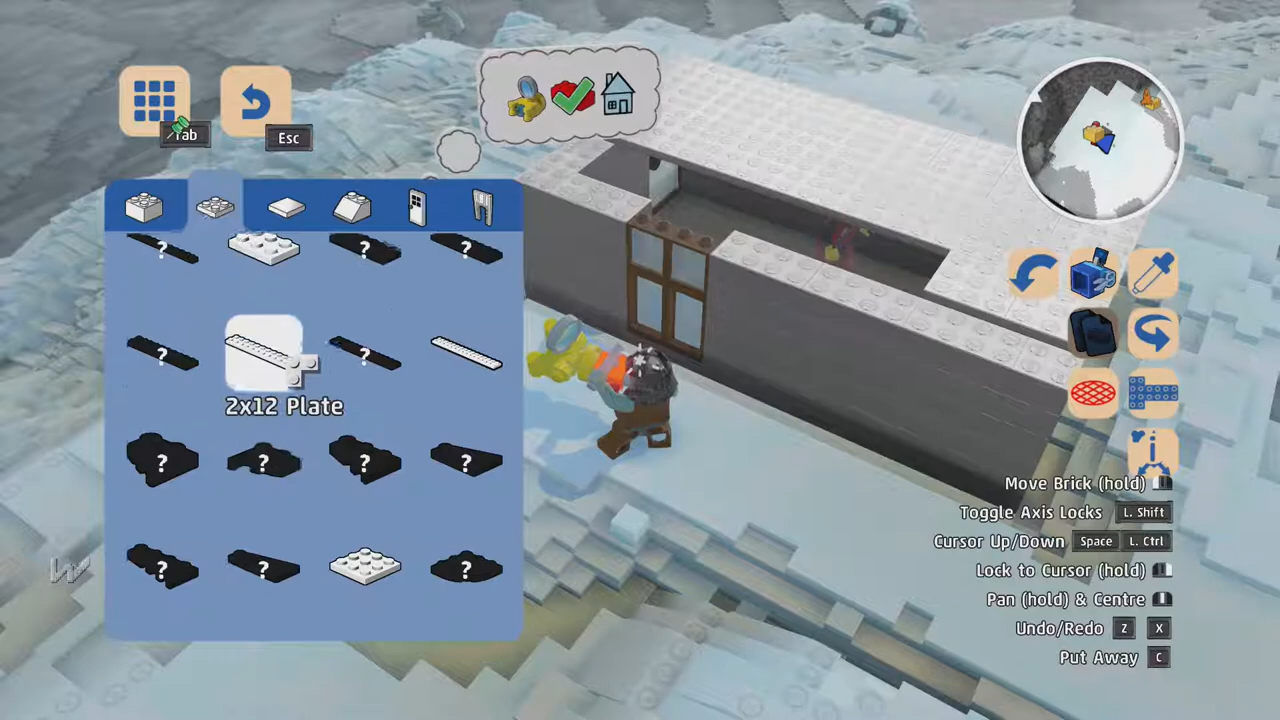 Tab
Esc
?
?
?
?
?
2x12 Plate
?
?
?
?
?
?
?
Move Brick (hold)
Toggle Axis Locks L. Shift
Cursor Up/Down Space L. Ctrl
Lock to Cursor (hold)
Pan (hold) & Centre
Undo/Redo Z X
Put Away C